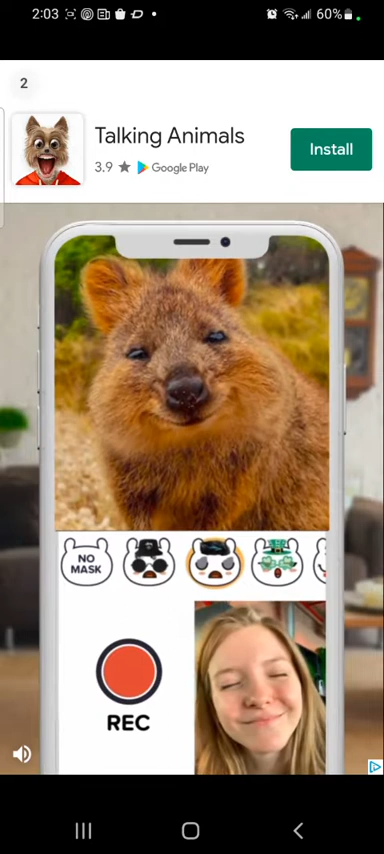 2:03
60%
2
Talking Animals
Install
3.9 ★ Google Play
NO
MASK
REC